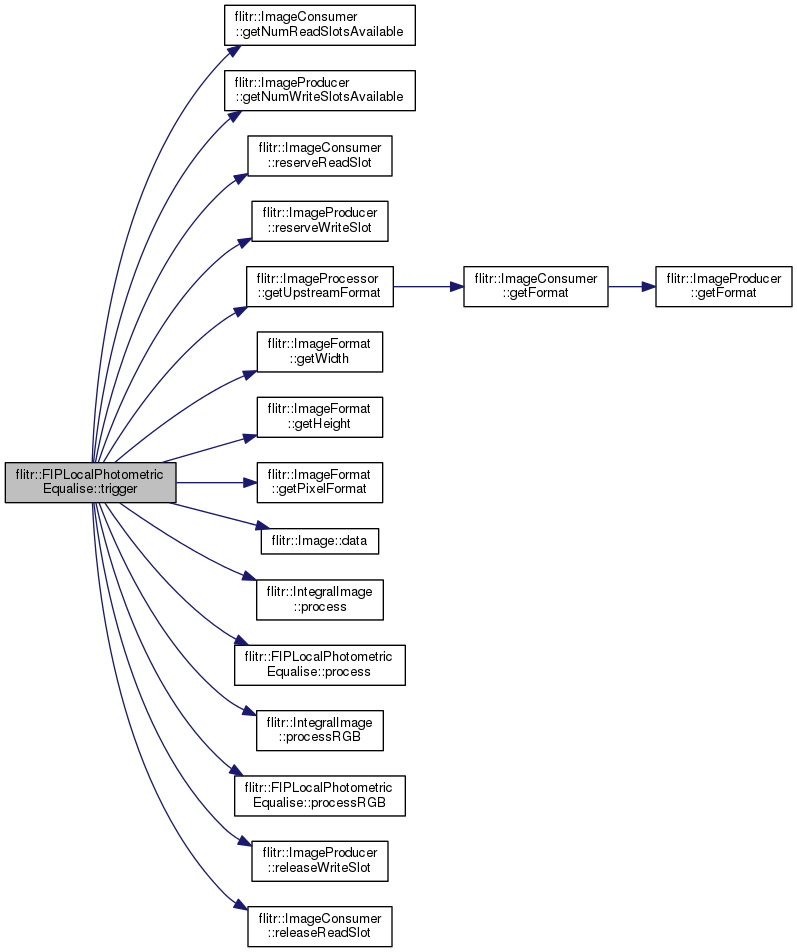 flitr::ImageConsumer
::getNumReadSlotsAvailable
flitr::ImageProducer
::getNumWriteSlotsAvailable
flitr::ImageConsumer
::reserveReadSlot
flitr::ImageProducer
::reserveWriteSlot
flitr::ImageProcessor
::getUpstreamFormat
flitr::ImageConsumer
::getFormat
flitr::ImageProducer
::getFormat
flitr::ImageFormat
::getWidth
flitr::ImageFormat
::getHeight
flitr::FIPLocalPhotometric
Equalise::trigger
flitr::ImageFormat
::getPixelFormat
flitr::Image::data
flitr::IntegralImage
::process
flitr::FIPLocalPhotometric
Equalise::process
flitr::IntegralImage
::processRGB
flitr::FIPLocalPhotometric
Equalise::processRGB
flitr::ImageProducer
::releaseWriteSlot
flitr::ImageConsumer
::releaseReadSlot